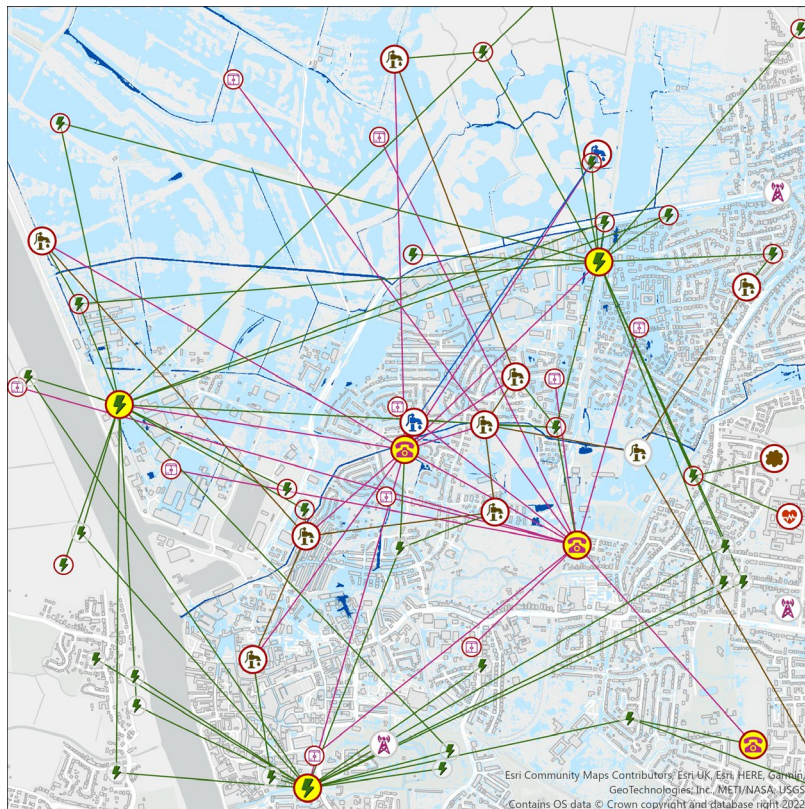 Esri Community Maps Contributors, Esri UK, Esri, HERE, Garmin,
GeoTechnologies, Inc., METI/NASA, USGS
Contains OS data © Crown copyright and database right